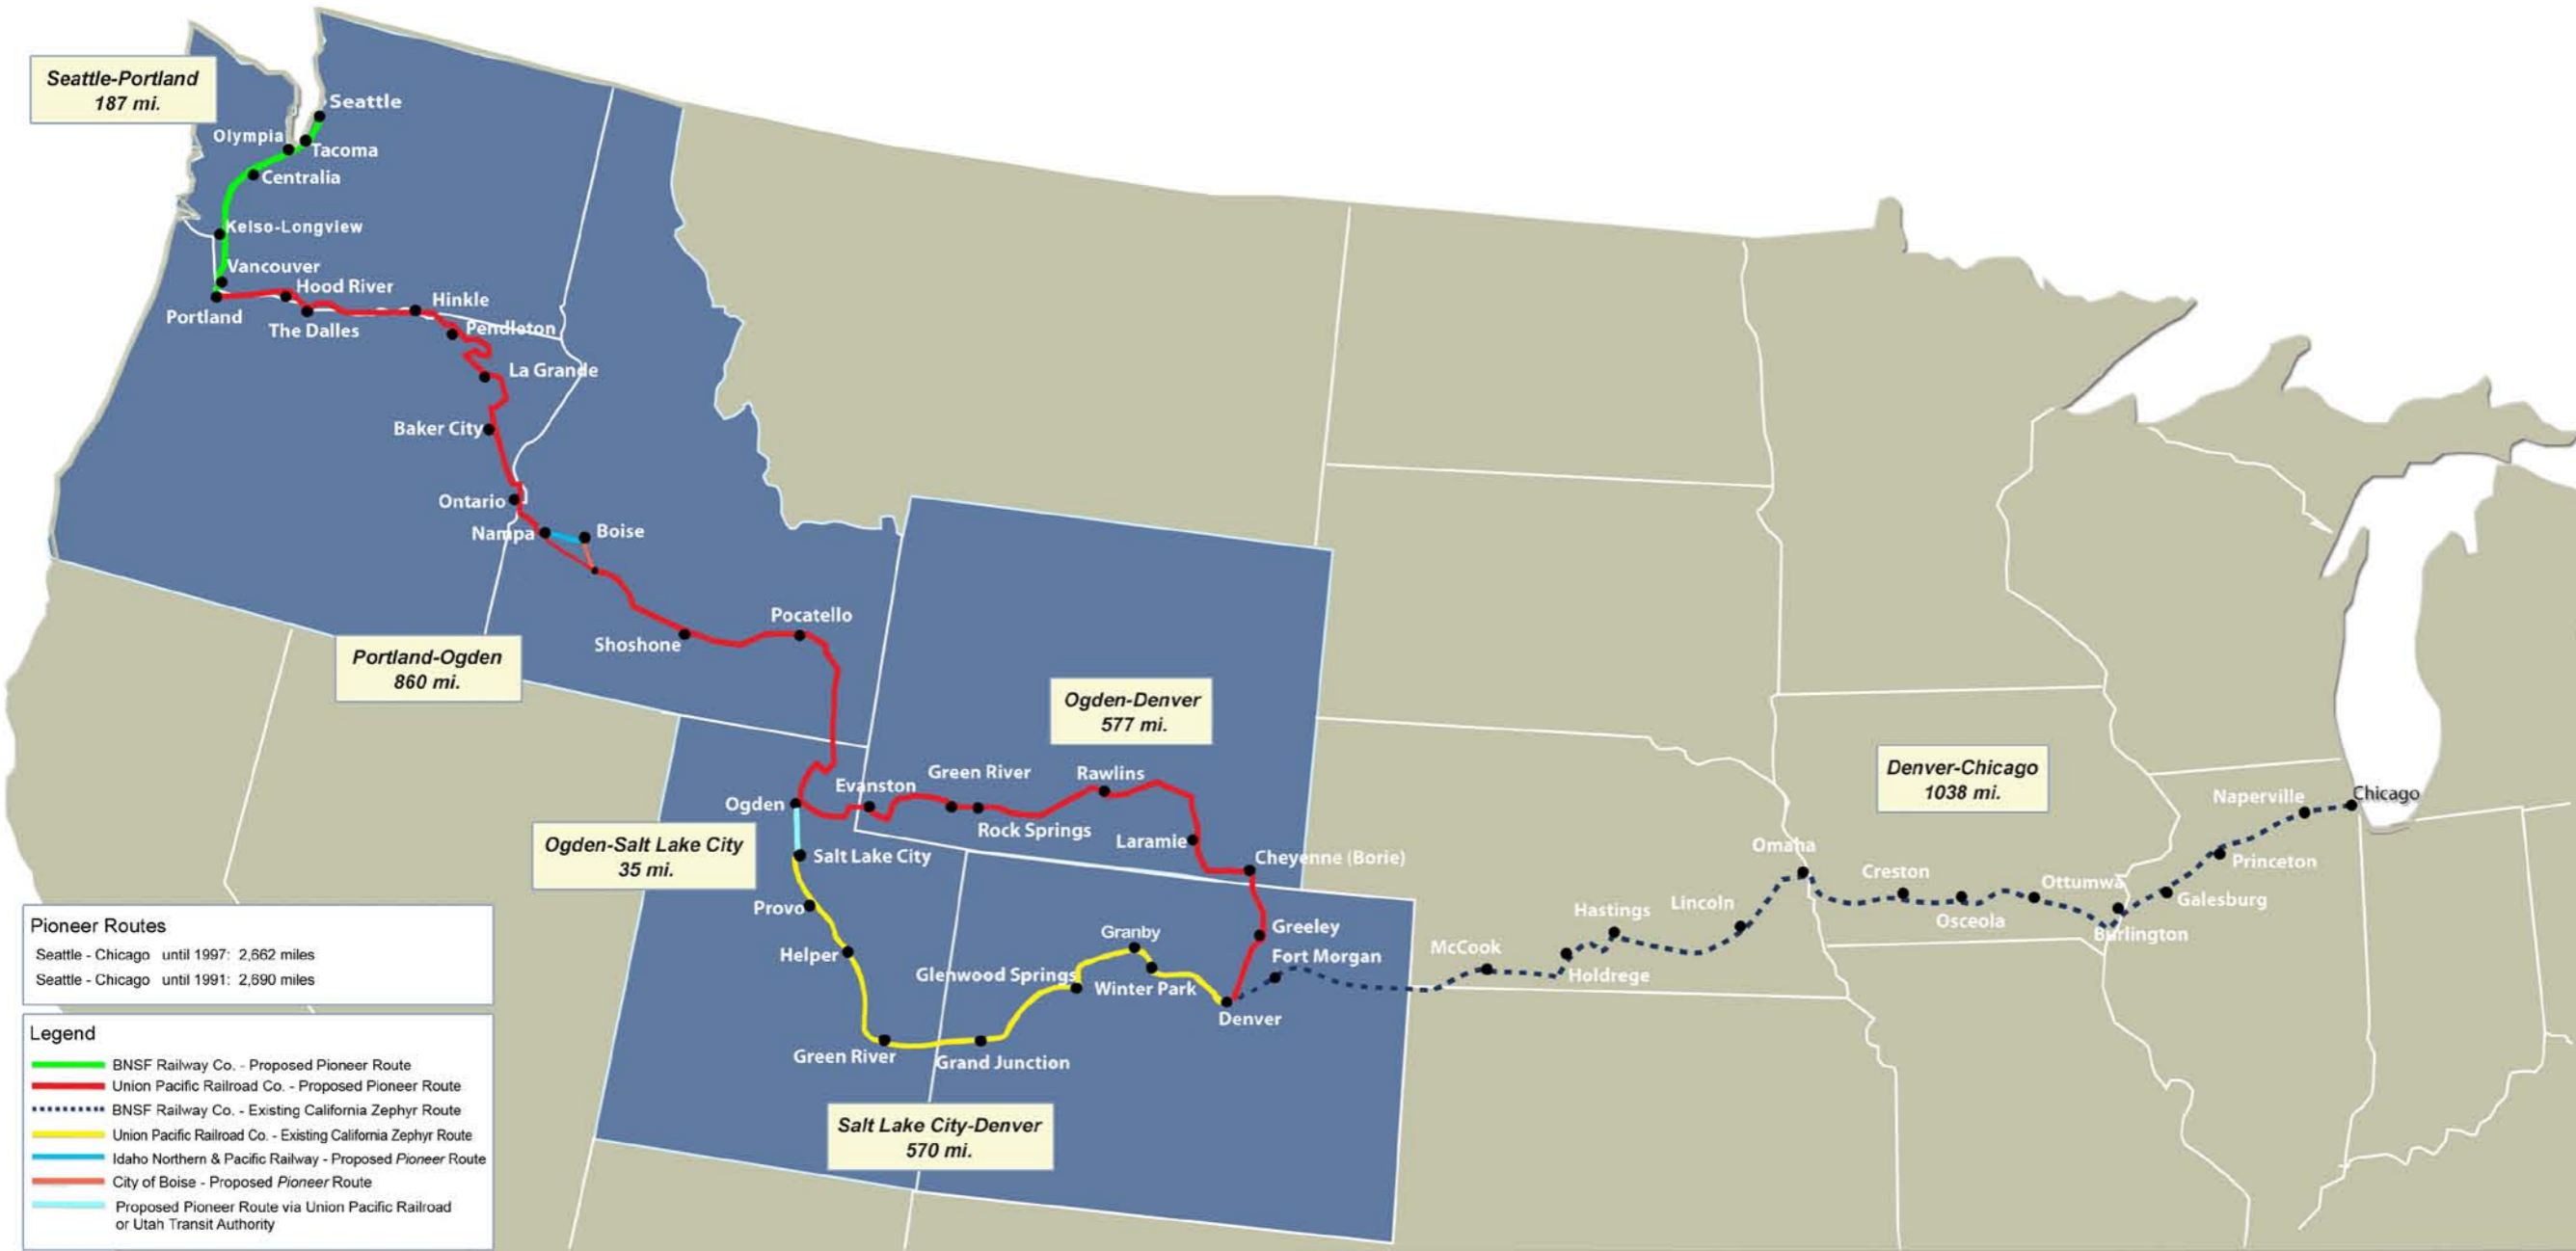 Seattle-Portland
187 mi.
Seattle
Olympia
Tacoma
Centralia
Kelso-Longview
Vancouver
Hood River
Hinkle
Portland
The Dalles
Pendleton
La Grande
Baker City
Ontario
Nampa
Boise
Pocatello
Shoshone
Portland-Ogden
860 mi.
Ogden-Denver
577 mi.
Ogden
Evanston
Green River
Rawlins
Rock Springs
Laramie
Cheyenne (Borie)
Ogden-Salt Lake City
35 mi.
Salt Lake City
Provo
Helper
Green River
Grand Junction
Glenwood Springs
Granby
Winter Park
Greeley
Fort Morgan
Denver
Salt Lake City-Denver
570 mi.
Denver-Chicago
1038 mi.
McCook
Holdrege
Hastings
Lincoln
Omaha
Creston
Osceola
Ottumwa
Burlington
Galesburg
Princeton
Naperville
Chicago
Pioneer Routes
Seattle - Chicago until 1997: 2,662 miles
Seattle - Chicago until 1991: 2,690 miles
Legend
BNSF Railway Co. - Proposed Pioneer Route
Union Pacific Railroad Co. - Proposed Pioneer Route
BNSF Railway Co. - Existing California Zephyr Route
Union Pacific Railroad Co. - Existing California Zephyr Route
Idaho Northern & Pacific Railway - Proposed Pioneer Route
City of Boise - Proposed Pioneer Route
Proposed Pioneer Route via Union Pacific Railroad
or Utah Transit Authority